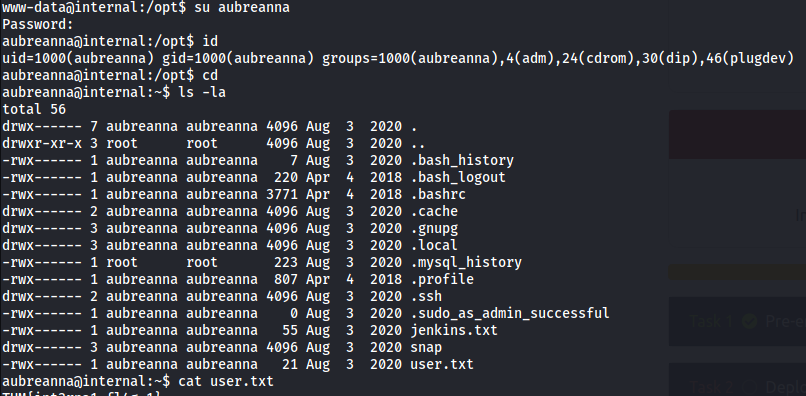 www-data@internal:/opt$ su aubreanna
Password:
aubreanna@internal:/opt$ id
uid=1000(aubreanna) gid=1000(aubreanna) groups=1000(aubreanna),4(adm),24(cdrom),30(dip),46(plugdev)
aubreanna@internal:/opt$ cd
aubreanna@internal:~$ ls -la
total 56
drwx------ 7 aubreanna aubreanna 4096 Aug  3  2020 .
drwxr-xr-x 3 root      root      4096 Aug  3  2020 ..
-rwx------ 1 aubreanna aubreanna    7 Aug  3  2020 .bash_history
-rwx------ 1 aubreanna aubreanna  220 Apr  4  2018 .bash_logout
-rwx------ 1 aubreanna aubreanna 3771 Apr  4  2018 .bashrc
drwx------ 2 aubreanna aubreanna 4096 Aug  3  2020 .cache
drwx------ 3 aubreanna aubreanna 4096 Aug  3  2020 .gnupg
drwx------ 3 aubreanna aubreanna 4096 Aug  3  2020 .local
-rwx------ 1 root      root       223 Aug  3  2020 .mysql_history
-rwx------ 1 aubreanna aubreanna  807 Apr  4  2018 .profile
drwx------ 2 aubreanna aubreanna 4096 Aug  3  2020 .ssh
-rwx------ 1 aubreanna aubreanna    0 Aug  3  2020 .sudo_as_admin_successful
-rwx------ 1 aubreanna aubreanna   55 Aug  3  2020 jenkins.txt
drwx------ 3 aubreanna aubreanna 4096 Aug  3  2020 snap
-rwx------ 1 aubreanna aubreanna   21 Aug  3  2020 user.txt
aubreanna@internal:~$ cat user.txt
Task 1
Task 2